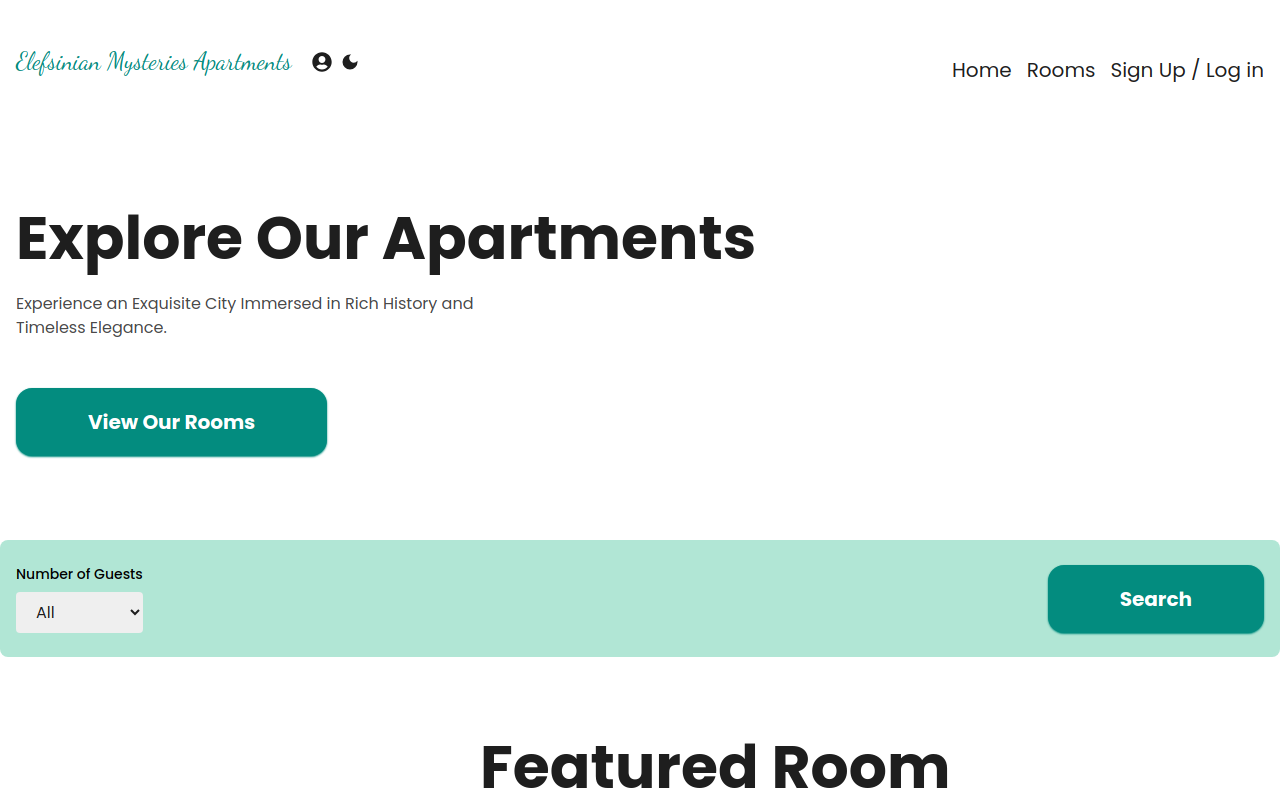 Elefsinian Mysteries Apartments
Home Rooms Sign Up / Log in
Explore Our Apartments
Experience an Exquisite City Immersed in Rich History and
Timeless Elegance.
View Our Rooms
Number of Guests
All
Search
Featured Room